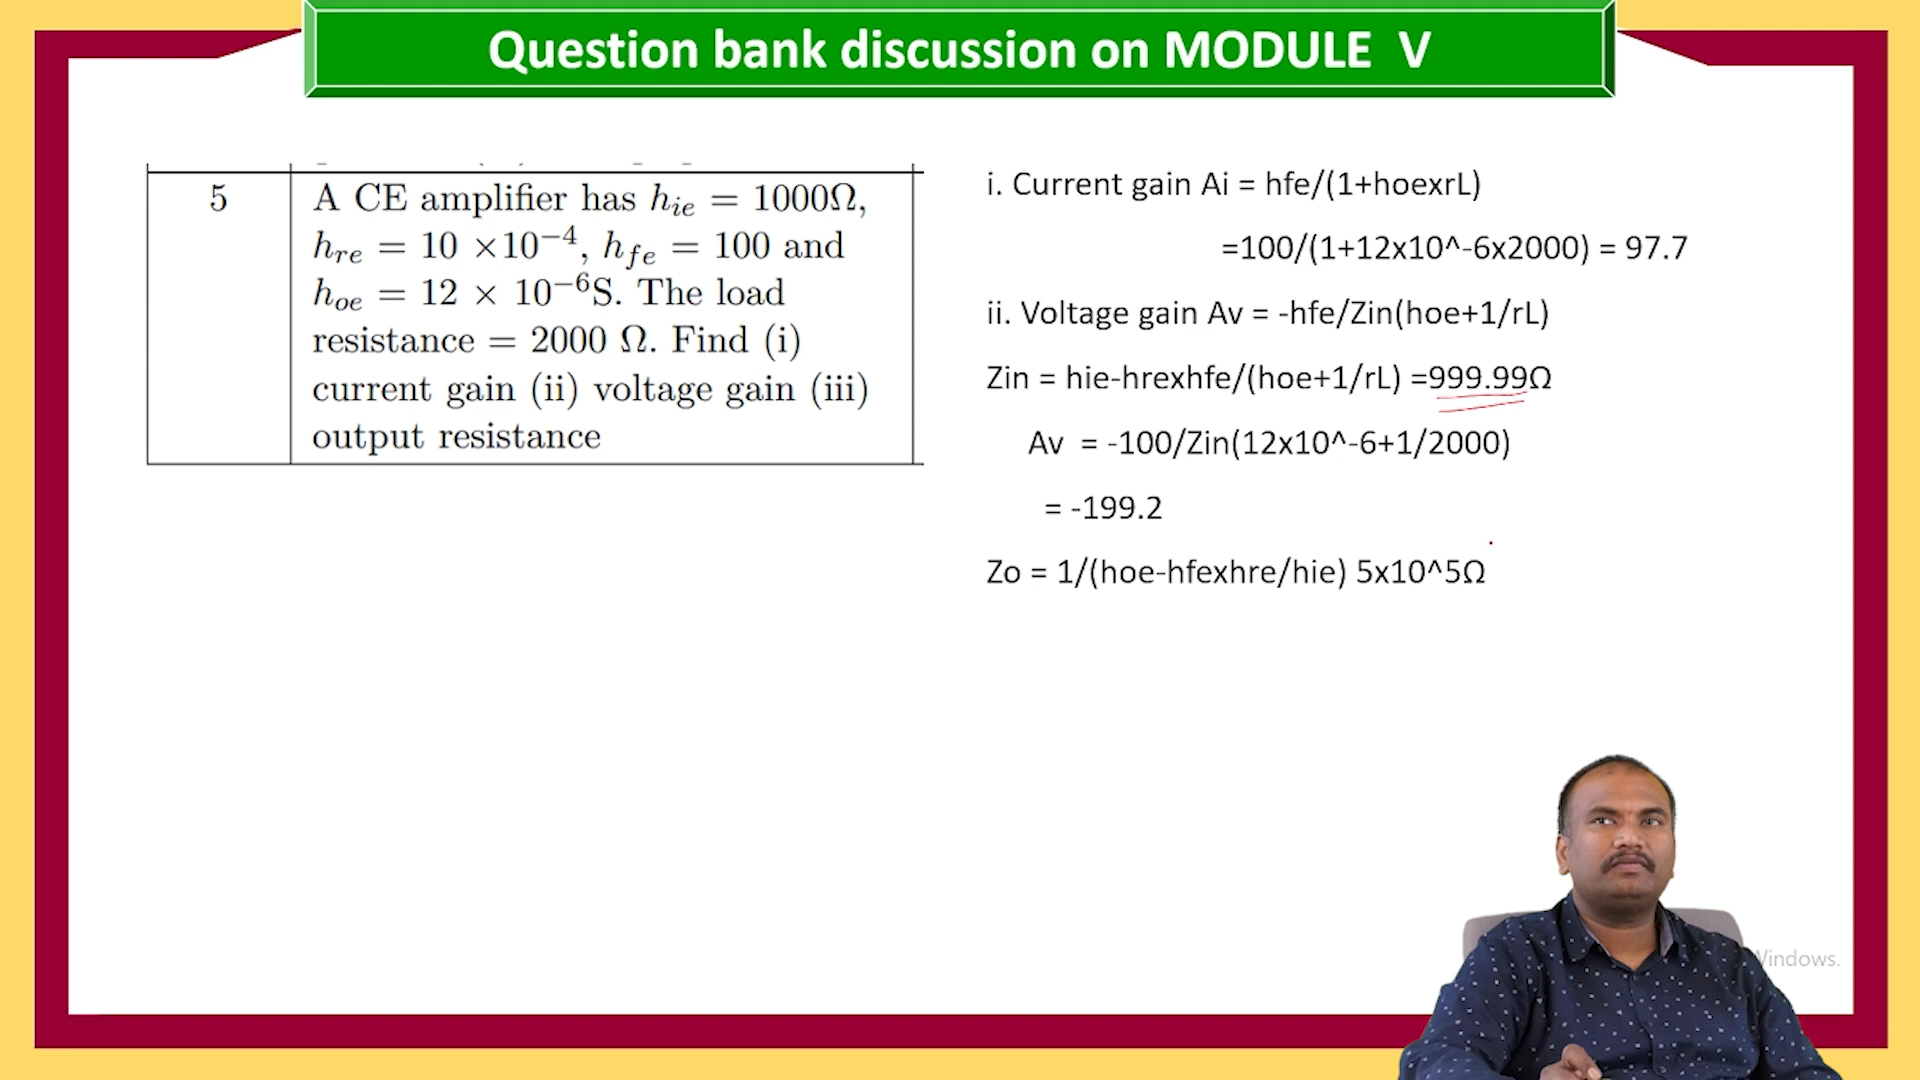 Question bank discussion on MODULE V
5
A CE amplifier has hie = 1000Ω,
hre = 10 ×10−4, hfe = 100 and
hoe = 12 × 10−6S. The load
resistance = 2000 Ω. Find (i)
current gain (ii) voltage gain (iii)
output resistance
i. Current gain Ai = hfe/(1+hoexrL)
=100/(1+12x10^-6x2000) = 97.7
ii. Voltage gain Av = -hfe/Zin(hoe+1/rL)
Zin = hie-hrexhfe/(hoe+1/rL) =999.99Ω
Av = -100/Zin(12x10^-6+1/2000)
= -199.2
Zo = 1/(hoe-hfexhre/hie) 5x10^5Ω
Windows.